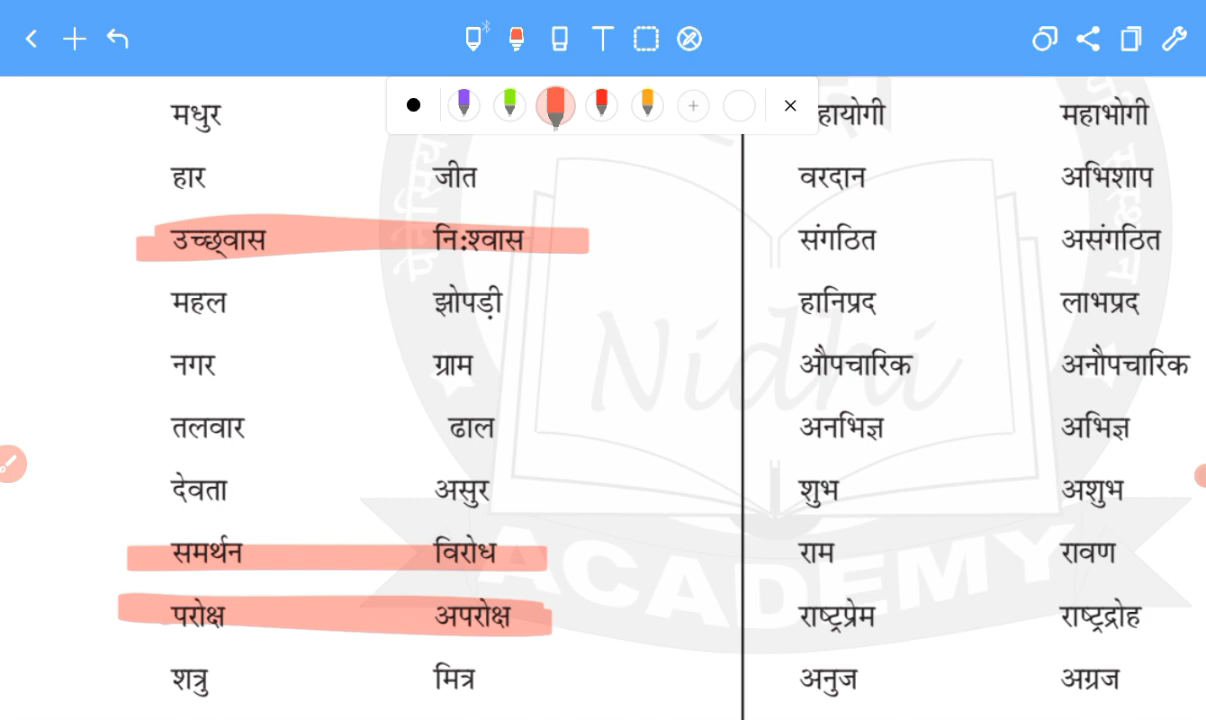 मधुर
हार जीत
उच्छ्वास नि:श्वास
महल झोपड़ी
नगर ग्राम
तलवार ढाल
देवता असुर
समर्थन विरोध
परोक्ष अपरोक्ष
शत्रु मित्र
हायोगी महाभोगी
वरदान अभिशाप
संगठित असंगठित
हानिप्रद लाभप्रद
औपचारिक अनौपचारिक
अनभिज्ञ अभिज्ञ
शुभ अशुभ
राम रावण
राष्ट्रप्रेम राष्ट्रद्रोह
अनुज अग्रज
Nidhi
ACADEMY